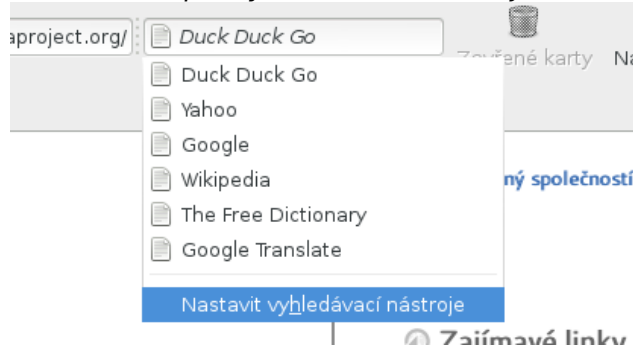 aproject.org/ Duck Duck Go
Zavřené karty
Duck Duck Go
Yahoo
Google
Wikipedia
ný společností
The Free Dictionary
Google Translate
Nastavit vyhledávací nástroje
Zajímavé linky